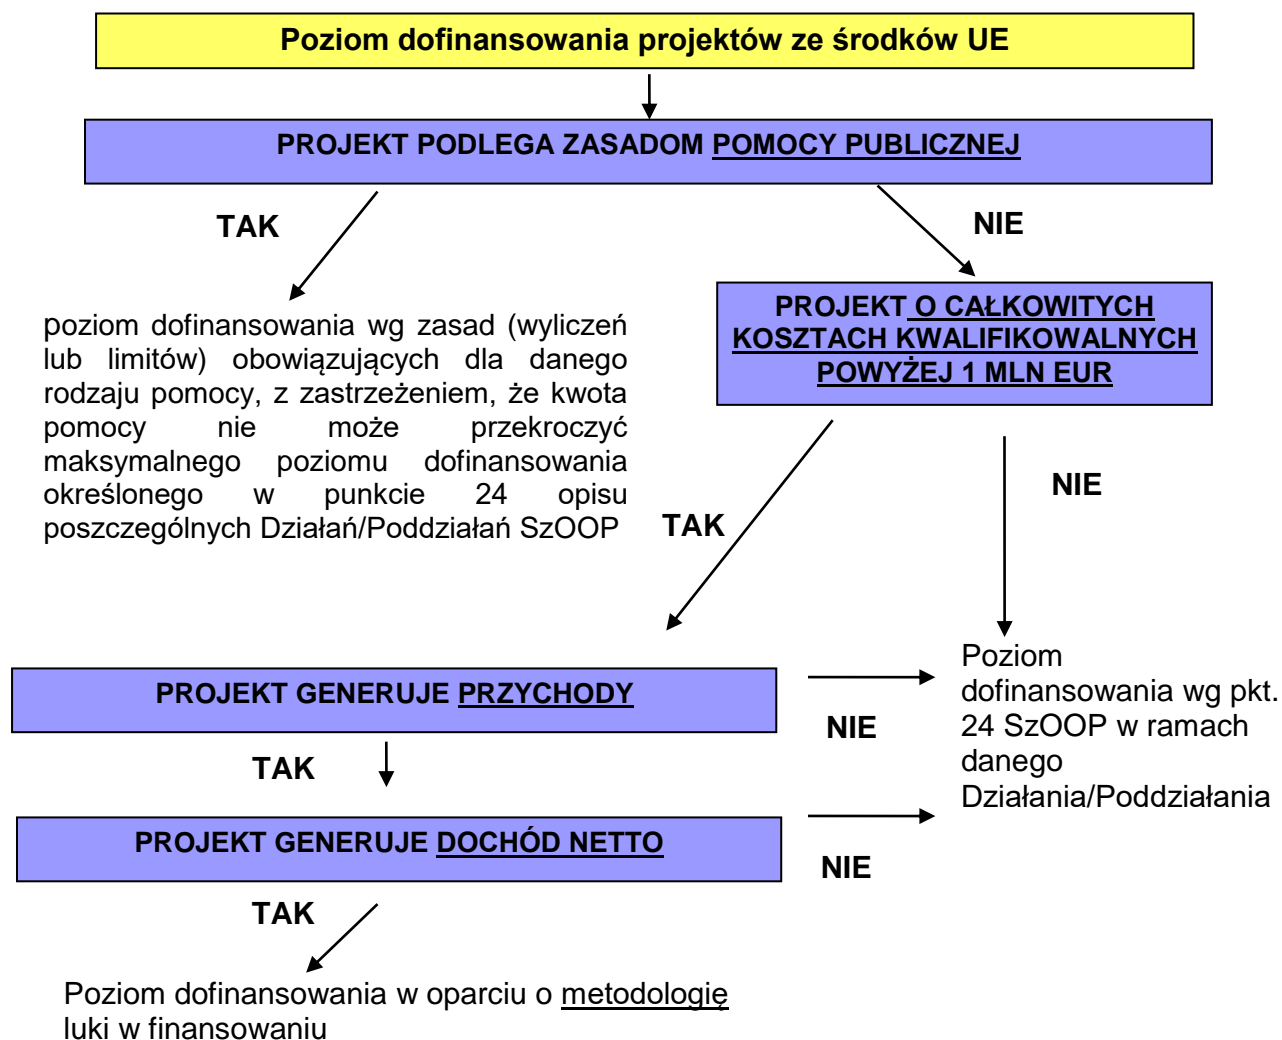 Poziom dofinansowania projektów ze środków UE
PROJEKT PODLEGA ZASADOM POMOCY PUBLICZNEJ
TAK
NIE
poziom dofinansowania wg zasad (wyliczeń
lub limitów) obowiązujących dla danego
rodzaju pomocy, z zastrzeżeniem, że kwota
pomocy nie może przekroczyć
maksymalnego poziomu dofinansowania
określonego w punkcie 24 opisu
poszczególnych Działań/Poddziałań SzOOP
PROJEKT O CAŁKOWITYCH
KOSZTACH KWALIFIKOWALNYCH
POWYŻEJ 1 MLN EUR
TAK
NIE
PROJEKT GENERUJE PRZYCHODY
NIE
TAK
Poziom
dofinansowania wg pkt.
24 SzOOP w ramach
danego
Działania/Poddziałania
PROJEKT GENERUJE DOCHÓD NETTO
NIE
TAK
Poziom dofinansowania w oparciu o metodologię
luki w finansowaniu